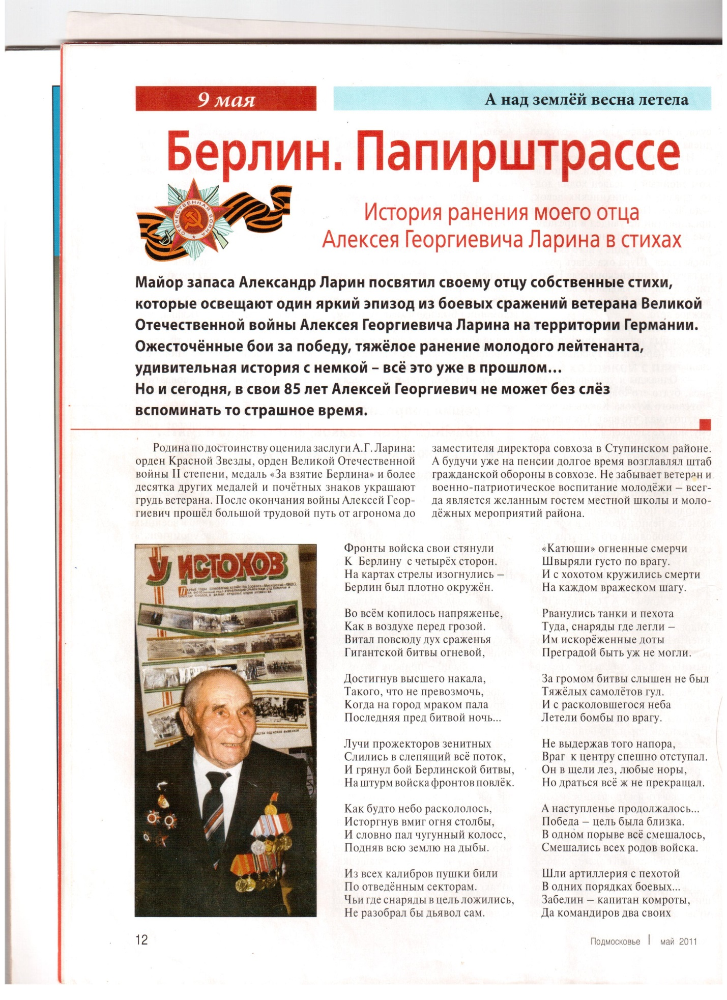 9 мая
А над землёй весна летела
Берлин. Папирштрассе
ОТЕЧЕСТВЕННАЯ ВОЙНА
История ранения моего отца
Алексея Георгиевича Ларина в стихах
Майор запаса Александр Ларин посвятил своему отцу собственные стихи,
которые освещают один яркий эпизод из боевых сражений ветерана Великой
Отечественной войны Алексея Георгиевича Ларина на территории Германии.
Ожесточённые бои за победу, тяжёлое ранение молодого лейтенанта,
удивительная история с немкой – всё это уже в прошлом...
Но и сегодня, в свои 85 лет Алексей Георгиевич не может без слёз
вспоминать то страшное время.
Родина по достоинству оценила заслуги А.Г. Ларина:
орден Красной Звезды, орден Великой Отечественной
войны II степени, медаль «За взятие Берлина» и более
десятка других медалей и почётных знаков украшают
грудь ветерана. После окончания войны Алексей Геор-
гиевич прошёл большой трудовой путь от агронома до
заместителя директора совхоза в Ступинском районе.
А будучи уже на пенсии долгое время возглавлял штаб
гражданской обороны в совхозе. Не забывает ветеран и
военно-патриотическое воспитание молодёжи – всег-
да является желанным гостем местной школы и моло-
дёжных мероприятий района.
У ИСТОКОВ
ПЕРВЫЕ ГОДЫ СТАНОВЛЕНИЯ ХОЗЯЙСТВА
Фронты войска свои стянули
К Берлину с четырёх сторон.
На картах стрелы изогнулись –
Берлин был плотно окружён.
Во всём копилось напряженье,
Как в воздухе перед грозой.
Витал повсюду дух сраженья
Гигантской битвы огневой,
Достигнув высшего накала,
Такого, что не превозмочь,
Когда на город мраком пала
Последняя пред битвой ночь...
Лучи прожекторов зенитных
Слились в слепящий всё поток,
И грянул бой Берлинской битвы,
На штурм войска фронтов повлёк.
Как будто небо раскололось,
Исторгнув вмиг огня столбы,
И словно пал чугунный колосс,
Подняв всю землю на дыбы.
Из всех калибров пушки били
По отведённым секторам.
Чьи где снаряды в цель ложились,
Не разобрал бы дьявол сам.
«Катюши» огненные смерчи
Швыряли густо по врагу.
И с хохотом кружились смерти
На каждом вражеском шагу.
Рванулись танки и пехота
Туда, снаряды где легли –
Им искорёженные доты
Преградой быть уж не могли.
За громом битвы слышен не был
Тяжёлых самолётов гул.
И с расколовшегося неба
Летели бомбы по врагу.
Не выдержав того напора,
Враг к центру спешно отступал.
Он в щели лез, любые норы,
Но драться всё ж не прекращал.
А наступленье продолжалось...
Победа – цель была близка.
В одном порыве всё смешалось,
Смешались всех родов войска.
Шли артиллерия с пехотой
В одних порядках боевых...
Забелин – капитан комроты,
Да командиров два своих
12
Подмосковье | май 2011